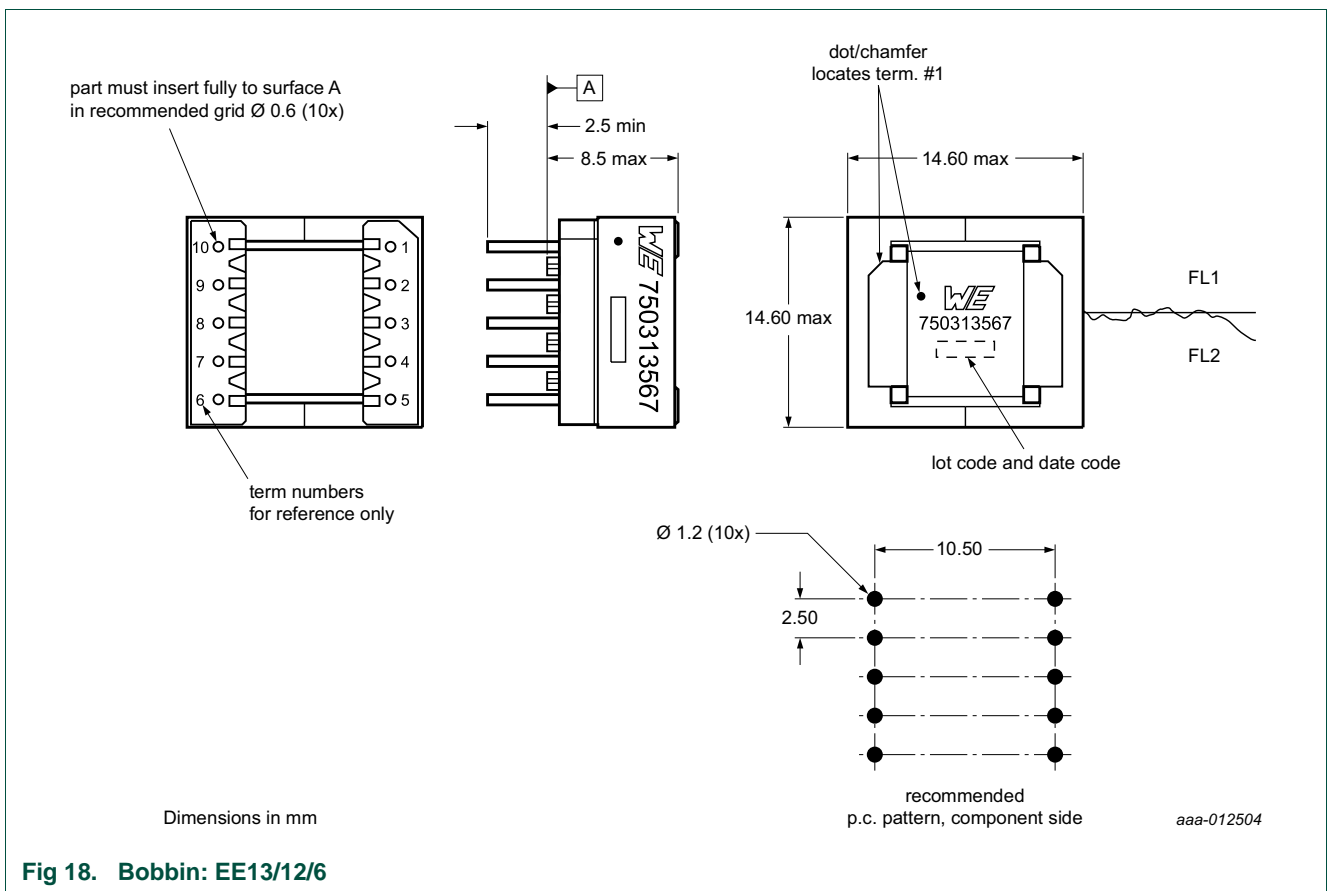 part must insert fully to surface A
in recommended grid Ø 0.6 (10x)
A
2.5 min
8.5 max
dot/chamfer
locates term. #1
14.60 max
14.60 max
10
9
8
7
6
1
2
3
4
5
WE 750313567
WE
750313567
FL1
FL2
lot code and date code
term numbers
for reference only
Ø 1.2 (10x)
10.50
2.50
recommended
p.c. pattern, component side
Dimensions in mm
aaa-012504
Fig 18. Bobbin: EE13/12/6